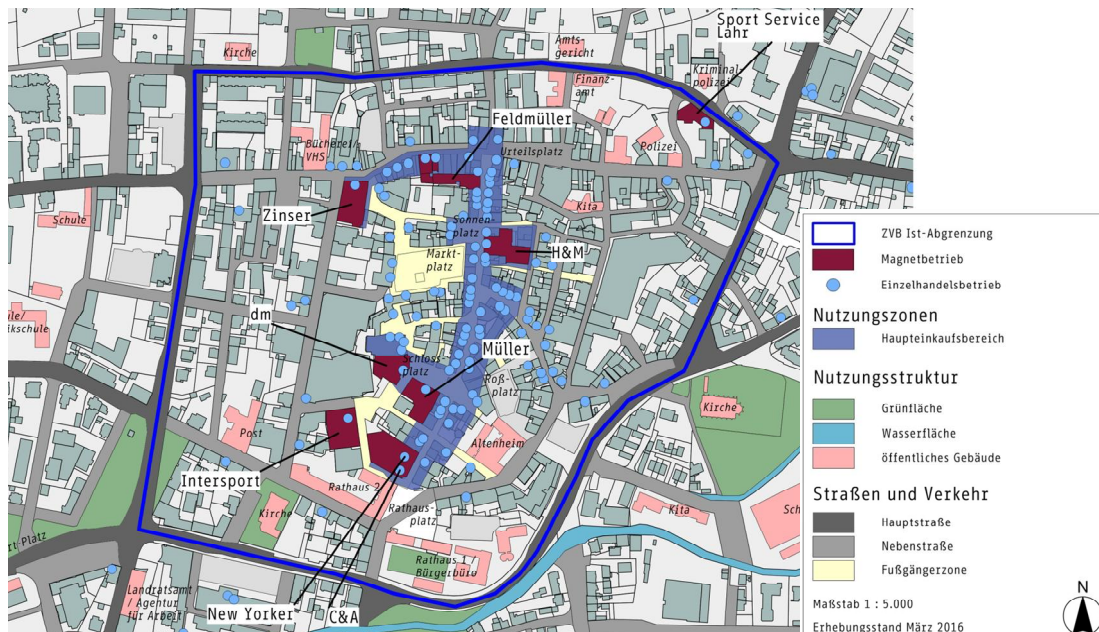 Sport Service
Lahr
Kirche
Amts-
gericht
Kriminal-
polizei
Finanz-
amt
Feldmüller
Bücherei/
VHS
Urteilsplatz
Polizei
Zinser
Schule
Kita
Sonnen-
platz
Markt-
platz
H&M
dm
Schloss-
platz
Müller
Roß-
platz
Kirche
Post
Altenheim
Intersport
Rathaus 2
Rathaus-
platz
Kirche
Kita
Rathaus 1
Bürgerbüro
Landratsamt
/ Agentur
für Arbeit
New Yorker
C&A
ZVB Ist-Abgrenzung
Magnetbetrieb
Einzelhandelsbetrieb
Nutzungszonen
Haupteinkaufsbereich
Nutzungsstruktur
Grünfläche
Wasserfläche
öffentliches Gebäude
Straßen und Verkehr
Hauptstraße
Nebenstraße
Fußgängerzone
Maßstab 1 : 5.000
Erhebungsstand März 2016
N